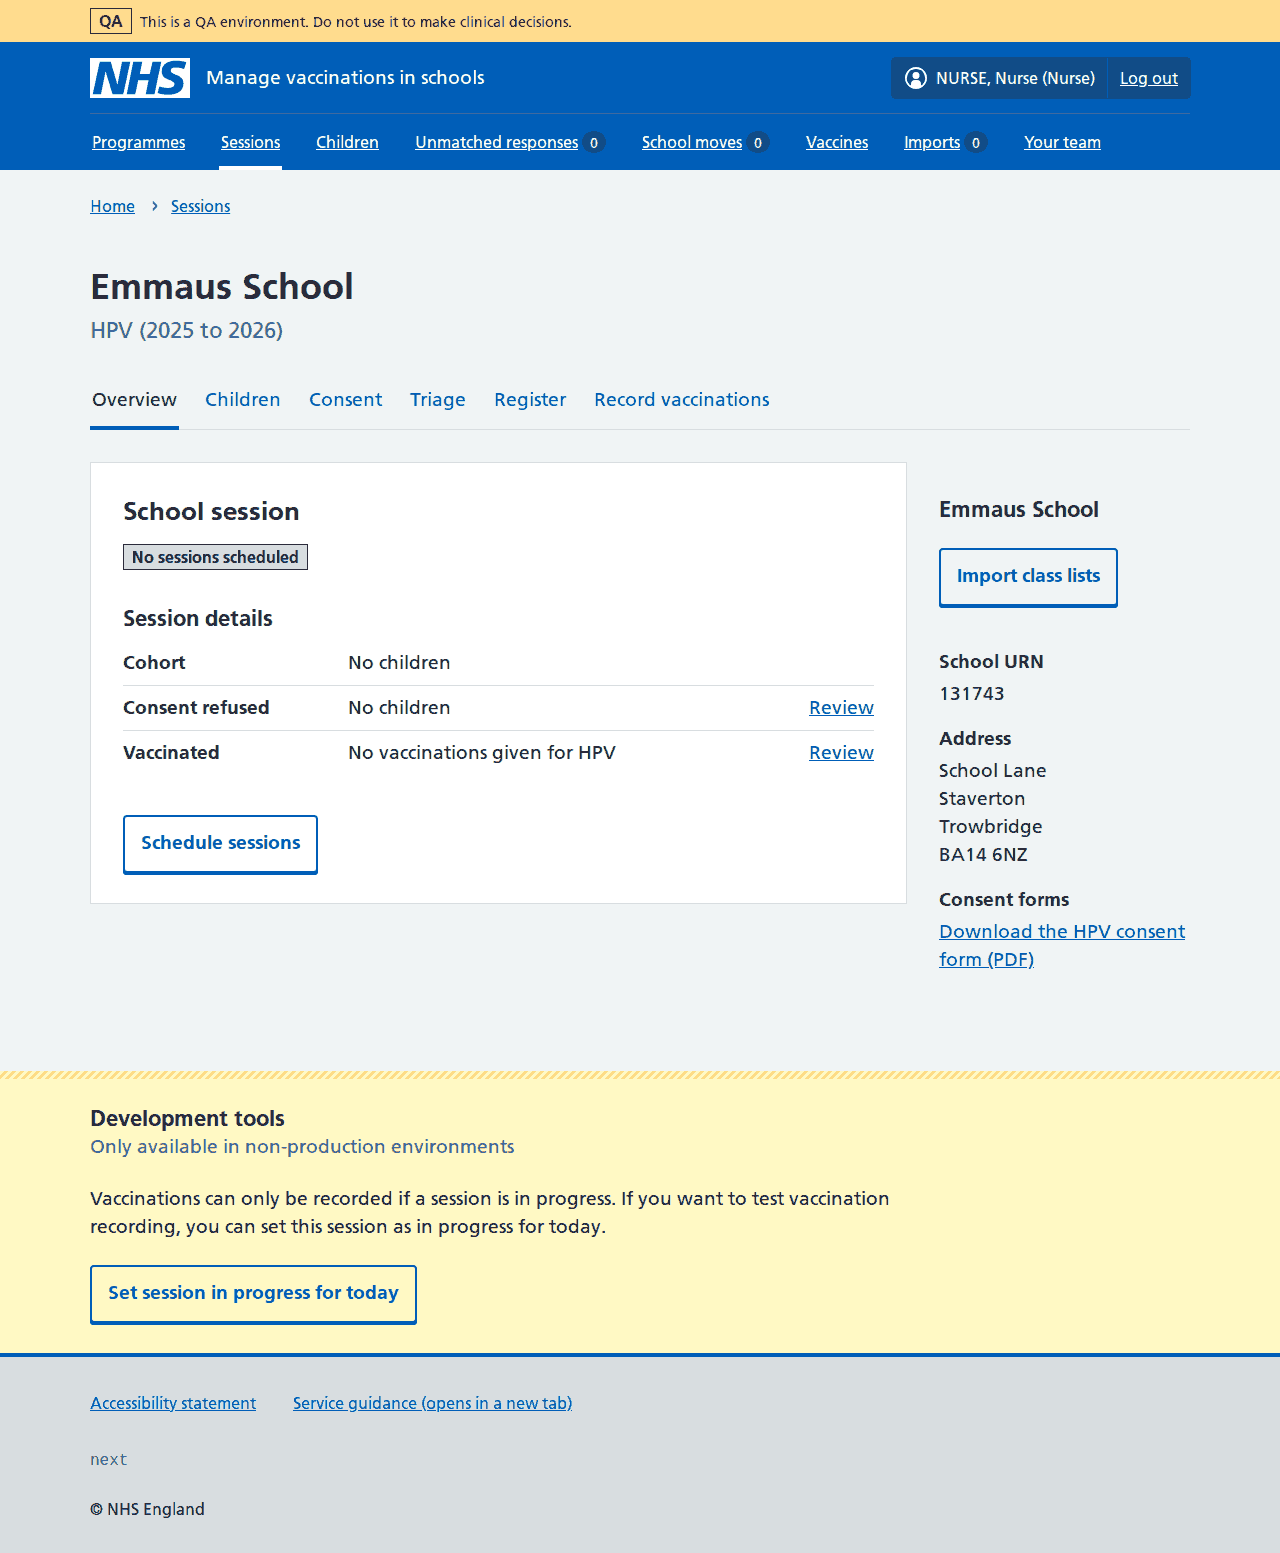 QA This is a QA environment. Do not use it to make clinical decisions.
NHS Manage vaccinations in schools NURSE, Nurse (Nurse) Log out
Programmes Sessions Children Unmatched responses 0 School moves 0 Vaccines Imports 0 Your team
Home › Sessions
Emmaus School
HPV (2025 to 2026)
Overview Children Consent Triage Register Record vaccinations
School session
No sessions scheduled
Session details
Cohort No children
Consent refused No children Review
Vaccinated No vaccinations given for HPV Review
Schedule sessions
Emmaus School
Import class lists
School URN
131743
Address
School Lane
Staverton
Trowbridge
BA14 6NZ
Consent forms
Download the HPV consent
form (PDF)
Development tools
Only available in non-production environments
Vaccinations can only be recorded if a session is in progress. If you want to test vaccination
recording, you can set this session as in progress for today.
Set session in progress for today
Accessibility statement Service guidance (opens in a new tab)
next
© NHS England